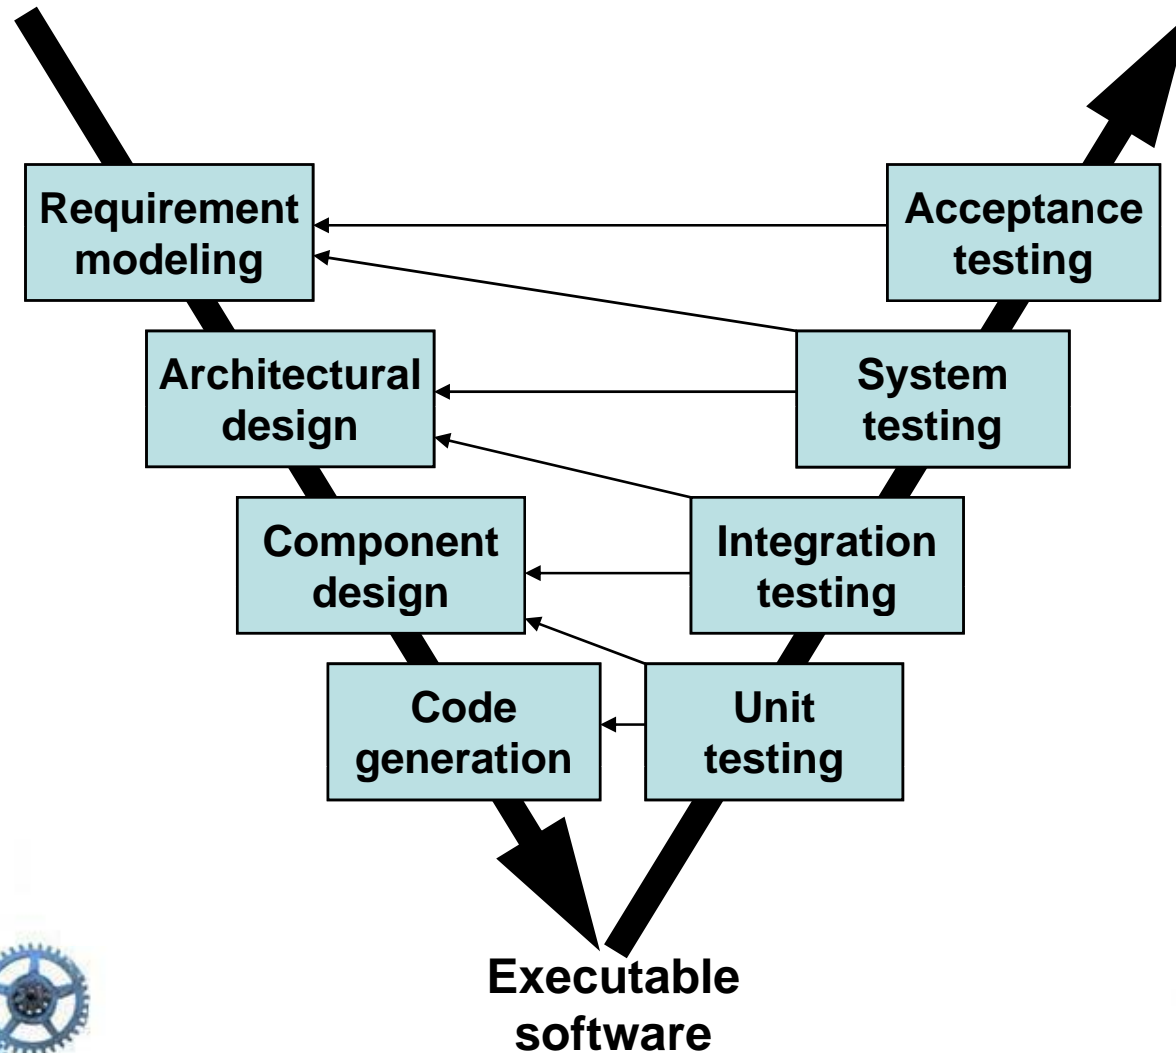 Requirement
modeling
Acceptance
testing
Architectural
design
System
testing
Component
design
Integration
testing
Code
generation
Unit
testing
Executable
software